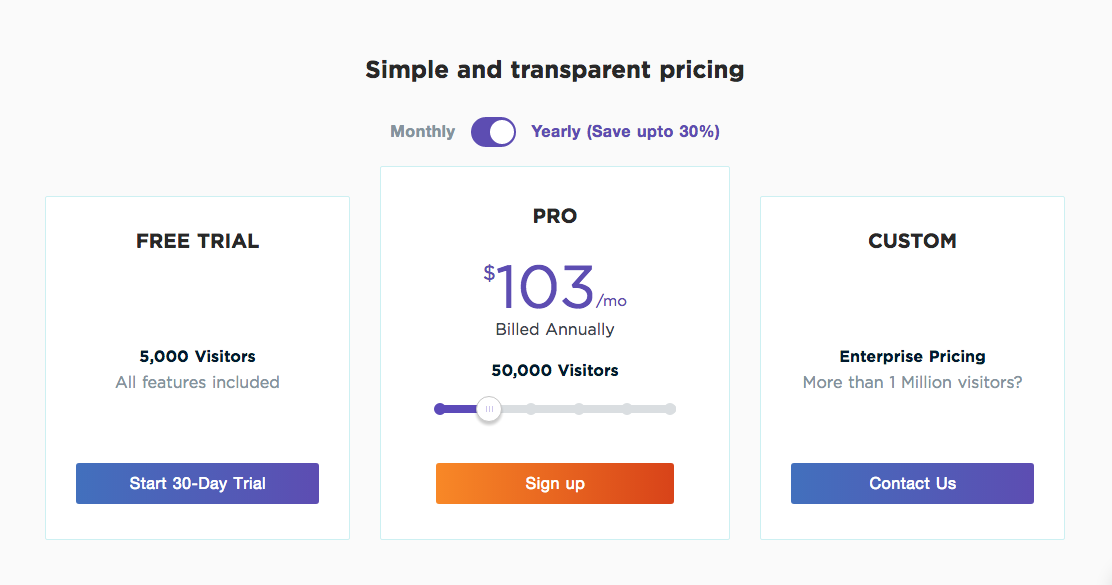 Simple and transparent pricing
Monthly Yearly (Save upto 30%)
FREE TRIAL
5,000 Visitors
All features included
Start 30-Day Trial
PRO
$103/mo
Billed Annually
50,000 Visitors
Sign up
CUSTOM
Enterprise Pricing
More than 1 Million visitors?
Contact Us